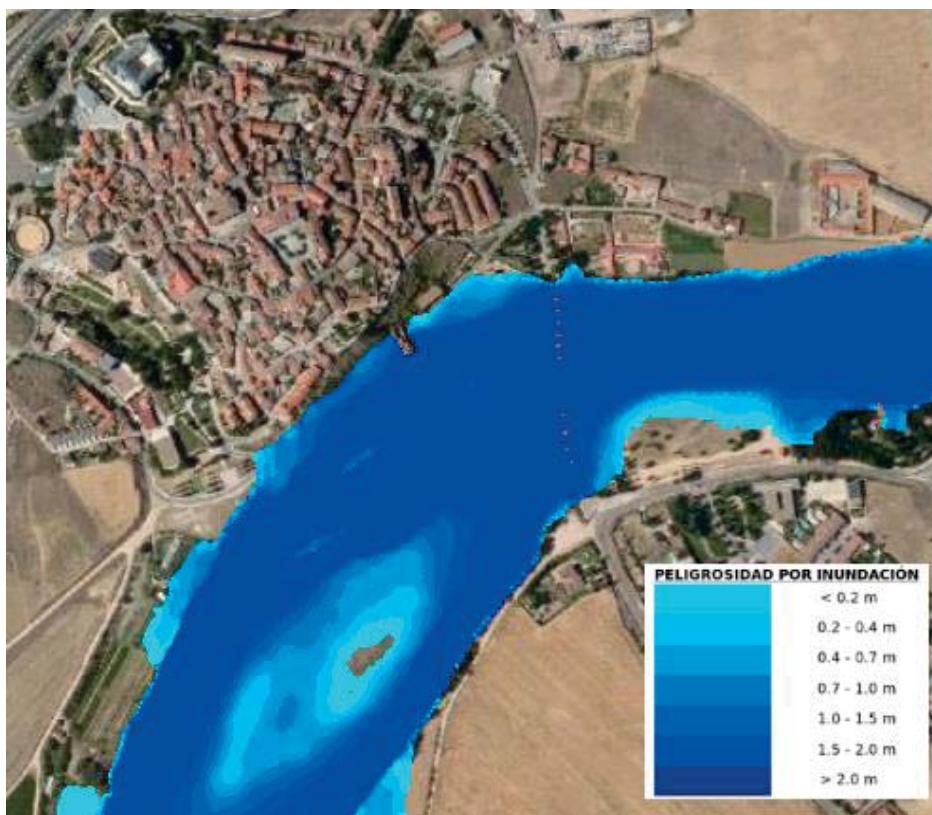 PELIGROSIDAD POR INUNDACIÓN
< 0.2 m
0.2 - 0.4 m
0.4 - 0.7 m
0.7 - 1.0 m
1.0 - 1.5 m
1.5 - 2.0 m
> 2.0 m